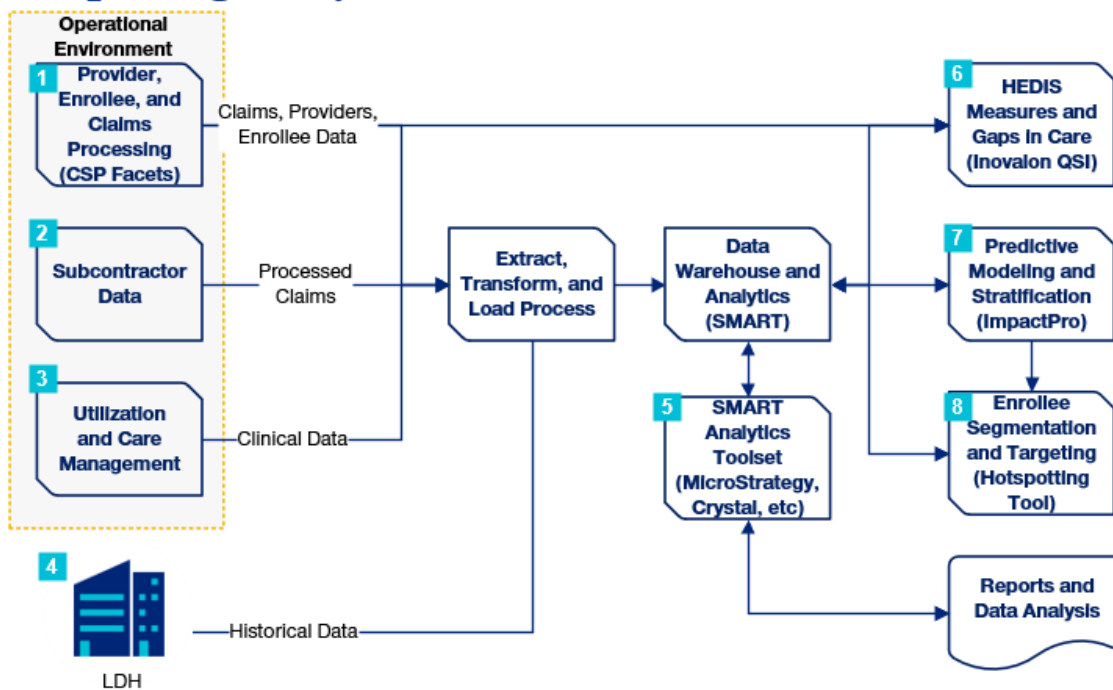 Operational
Environment
1
Provider,
Enrollee, and
Claims
Processing
(CSP Facets)
Claims, Providers,
Enrollee Data
6
HEDIS
Measures and
Gaps in Care
(Inovalon QSI)
2
Subcontractor
Data
Processed
Claims
Extract,
Transform, and
Load Process
Data
Warehouse and
Analytics
(SMART)
7
Predictive
Modeling and
Stratification
(ImpactPro)
3
Utilization
and Care
Management
Clinical Data
5
SMART
Analytics
Toolset
(MicroStrategy,
Crystal, etc)
8
Enrollee
Segmentation
and Targeting
(Hotspotting
Tool)
4
LDH
Historical Data
Reports and
Data Analysis